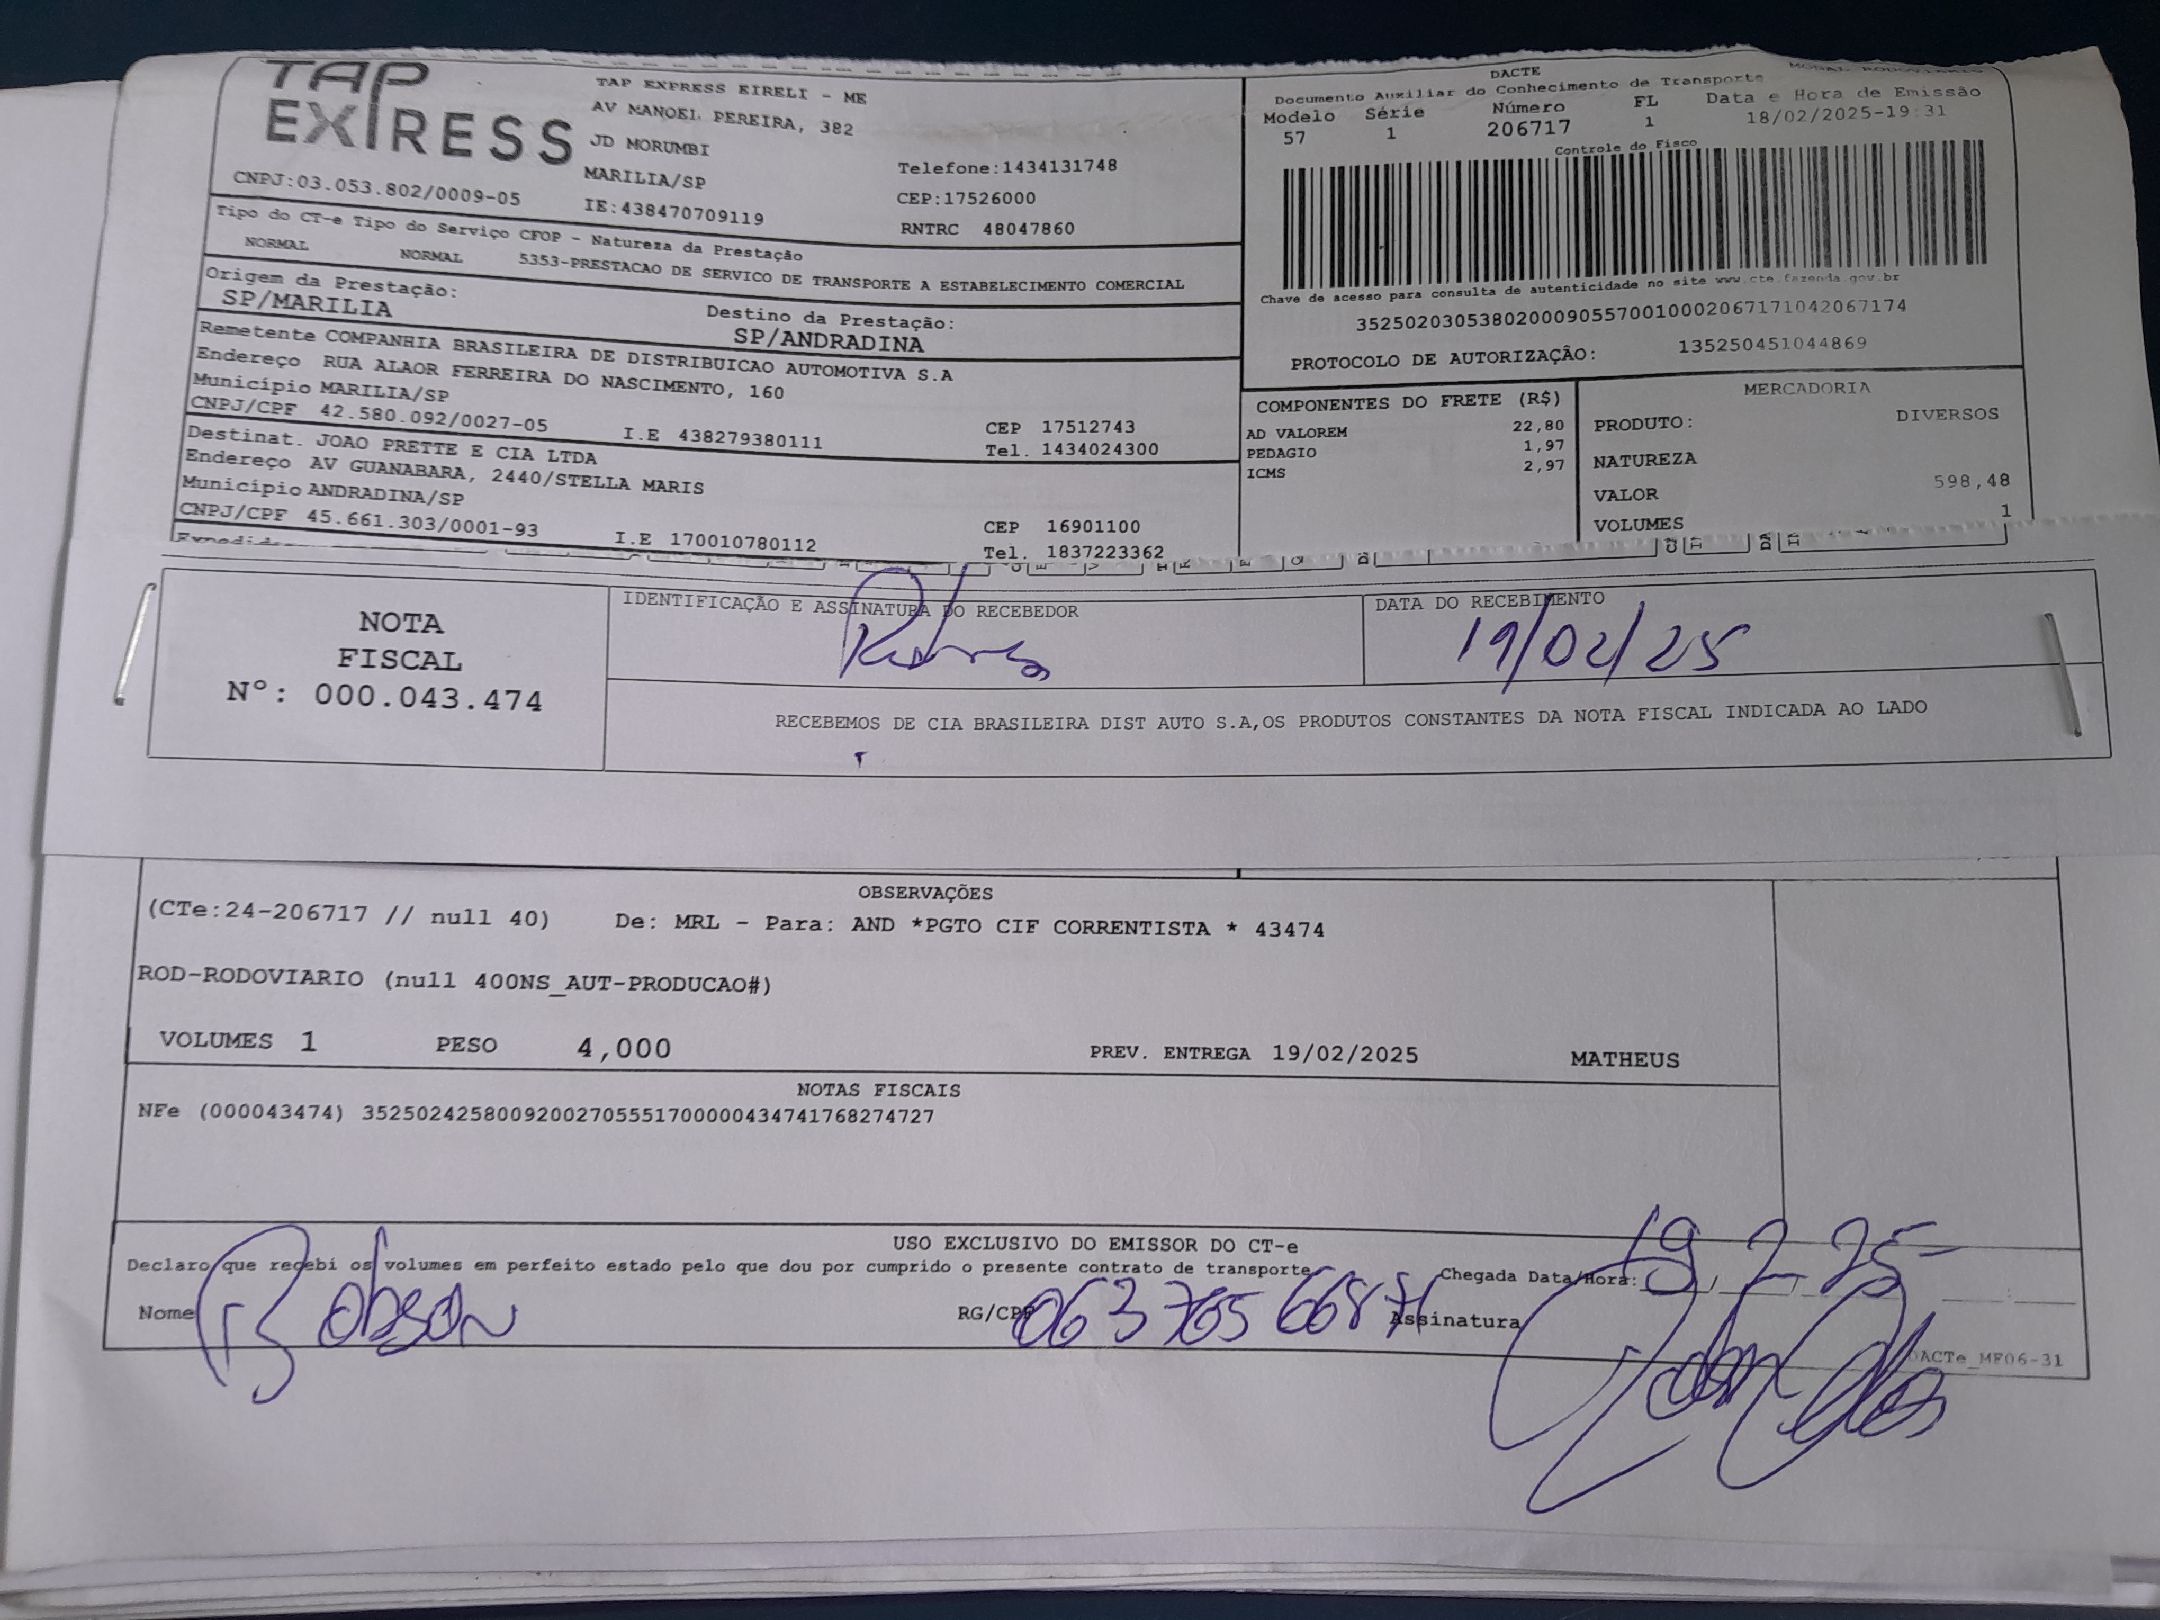 TAP
EXPRESS
TAP EXPRESS EIRELI - ME
AV MANOEL PEREIRA, 382
JD MORUMBI
MARILIA/SP
IE:438470709119
Telefone:1434131748
CEP:17526000
RNTRC 48047860
CNPJ:03.053.802/0009-05
DACTE
Documento Auxiliar do Conhecimento de Transporte
MODAL RODOVIARIO
Modelo Série Número FL Data e Hora de Emissão
57 1 206717 1 18/02/2025-19:31
Controle do Fisco
Chave de acesso para consulta de autenticidade no site www.cte.fazenda.gov.br
35250203053802000905570010002067171042067174
PROTOCOLO DE AUTORIZAÇÃO: 135250451044869
Tipo do CT-e Tipo do Serviço CFOP - Natureza da Prestação
NORMAL NORMAL 5353-PRESTACAO DE SERVICO DE TRANSPORTE A ESTABELECIMENTO COMERCIAL
Origem da Prestação:
SP/MARILIA
Destino da Prestação:
SP/ANDRADINA
Remetente COMPANHIA BRASILEIRA DE DISTRIBUICAO AUTOMOTIVA S.A
Endereço RUA ALAOR FERREIRA DO NASCIMENTO, 160
Município MARILIA/SP CEP 17512743
CNPJ/CPF 42.580.092/0027-05 I.E 438279380111 Tel. 1434024300
Destinat. JOAO PRETTE E CIA LTDA
Endereço AV GUANABARA, 2440/STELLA MARIS
Município ANDRADINA/SP CEP 16901100
CNPJ/CPF 45.661.303/0001-93 I.E 170010780112 Tel. 1837223362
COMPONENTES DO FRETE (R$)
AD VALOREM 22,80
PEDAGIO 1,97
ICMS 2,97
MERCADORIA
PRODUTO: DIVERSOS
NATUREZA
VALOR 598,48
VOLUMES 1
NOTA
FISCAL
Nº: 000.043.474
IDENTIFICAÇÃO E ASSINATURA DO RECEBEDOR
DATA DO RECEBIMENTO
19/02/25
RECEBEMOS DE CIA BRASILEIRA DIST AUTO S.A,OS PRODUTOS CONSTANTES DA NOTA FISCAL INDICADA AO LADO
OBSERVAÇÕES
(CTe:24-206717 // null 40) De: MRL - Para: AND *PGTO CIF CORRENTISTA * 43474
ROD-RODOVIARIO (null 400NS_AUT-PRODUCAO#)
VOLUMES 1 PESO 4,000 PREV. ENTREGA 19/02/2025 MATHEUS
NOTAS FISCAIS
NFe (000043474) 35250242580092002705551700000434741768274727
USO EXCLUSIVO DO EMISSOR DO CT-e
Declaro que recebi os volumes em perfeito estado pelo que dou por cumprido o presente contrato de transporte
Chegada Data/Hora: 19 2 25
Nome Robson RG/CPF Assinatura
DACTe_MF06-31